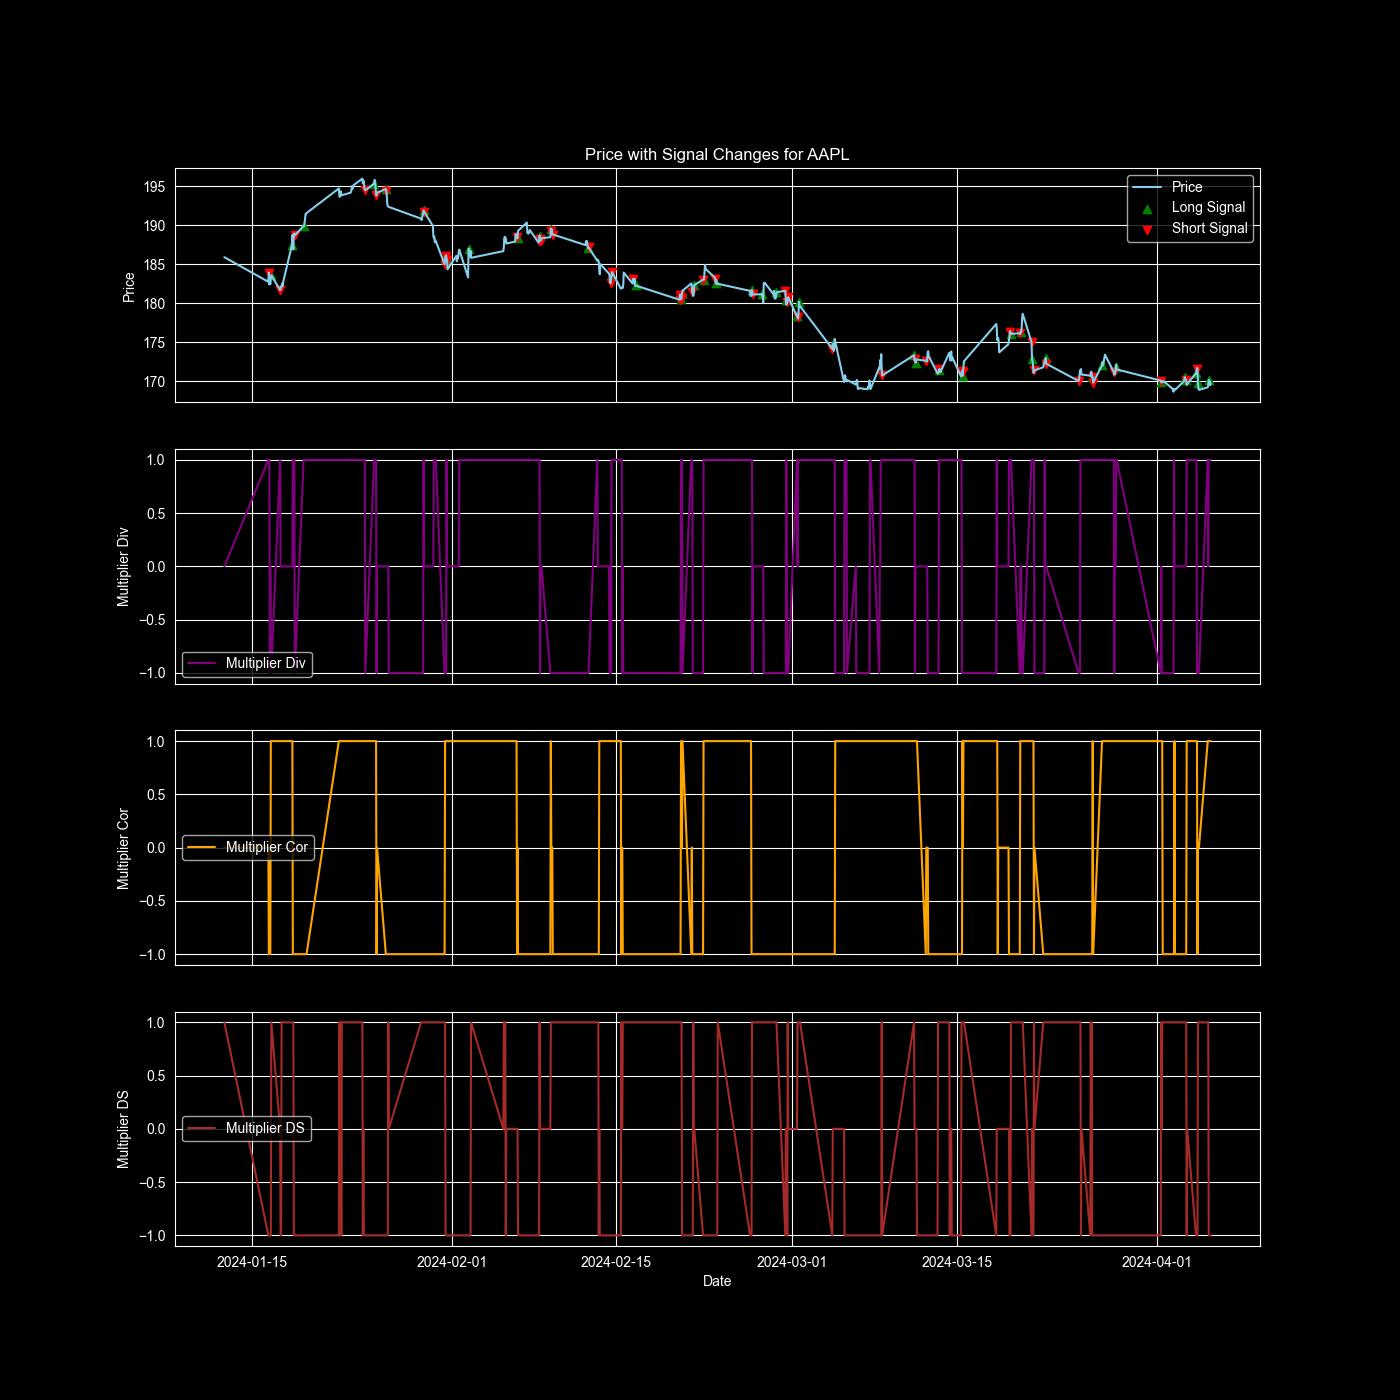 Price with Signal Changes for AAPL
Price
195
190
185
180
175
170
Price
Long Signal
Short Signal
Multiplier Div
1.0
0.5
0.0
−0.5
−1.0
Multiplier Div
Multiplier Cor
1.0
0.5
0.0
−0.5
−1.0
Multiplier Cor
Multiplier DS
1.0
0.5
0.0
−0.5
−1.0
Multiplier DS
2024-01-15 2024-02-01 2024-02-15 2024-03-01 2024-03-15 2024-04-01
Date